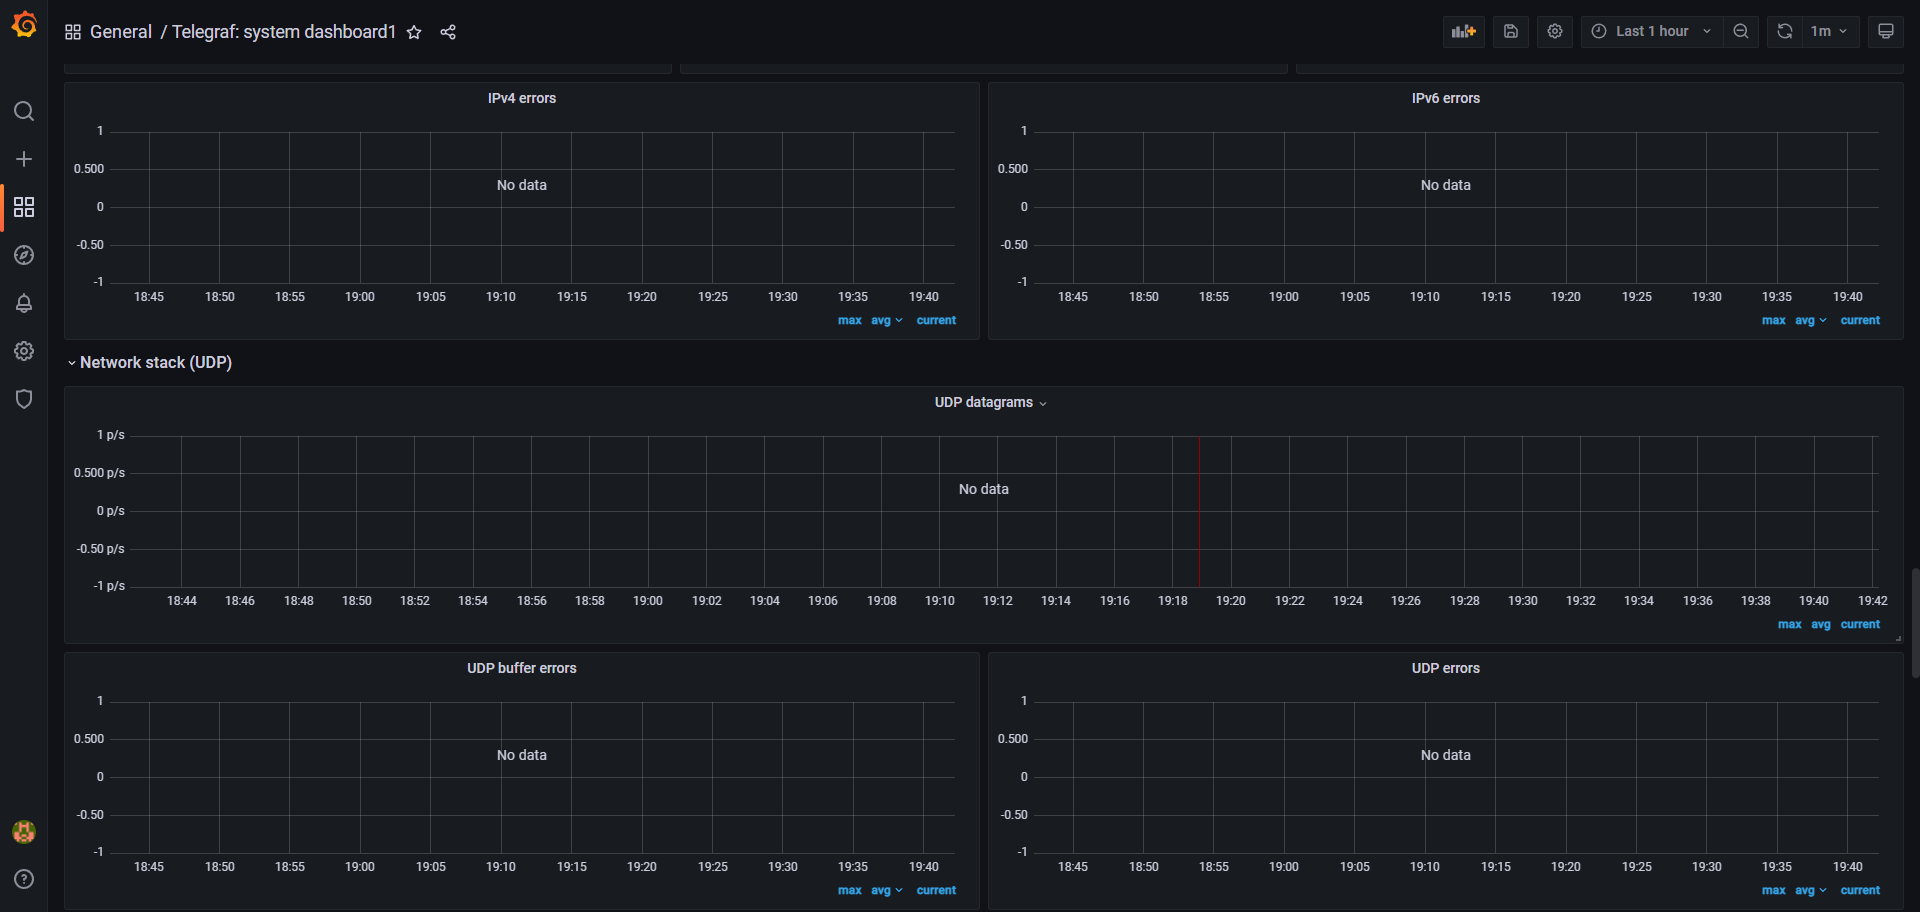 General / Telegraf: system dashboard1
Last 1 hour
1m
IPv4 errors
1
0.500
0
-0.50
-1
No data
18:45 18:50 18:55 19:00 19:05 19:10 19:15 19:20 19:25 19:30 19:35 19:40
max avg current
IPv6 errors
1
0.500
0
-0.50
-1
No data
18:45 18:50 18:55 19:00 19:05 19:10 19:15 19:20 19:25 19:30 19:35 19:40
max avg current
Network stack (UDP)
UDP datagrams
1 p/s
0.500 p/s
0 p/s
-0.50 p/s
-1 p/s
No data
18:44 18:46 18:48 18:50 18:52 18:54 18:56 18:58 19:00 19:02 19:04 19:06 19:08 19:10 19:12 19:14 19:16 19:18 19:20 19:22 19:24 19:26 19:28 19:30 19:32 19:34 19:36 19:38 19:40 19:42
max avg current
UDP buffer errors
1
0.500
0
-0.50
-1
No data
18:45 18:50 18:55 19:00 19:05 19:10 19:15 19:20 19:25 19:30 19:35 19:40
max avg current
UDP errors
1
0.500
0
-0.50
-1
No data
18:45 18:50 18:55 19:00 19:05 19:10 19:15 19:20 19:25 19:30 19:35 19:40
max avg current